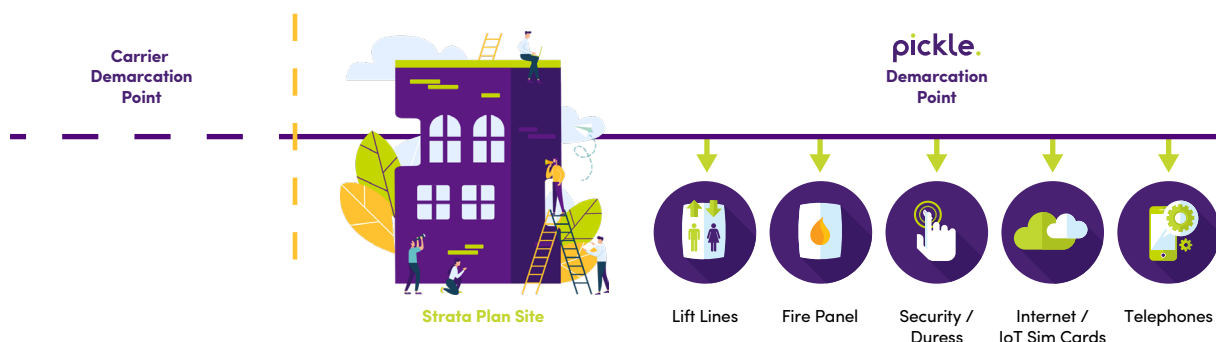 Carrier
Demarcation
Point
pickle.
Demarcation
Point
Strata Plan Site
Lift Lines
Fire Panel
Security /
Duress
Internet /
IoT Sim Cards
Telephones